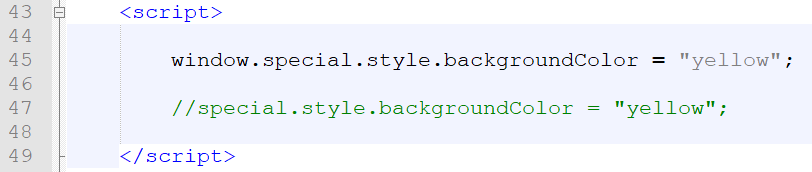 43 <script>
44
45 window.special.style.backgroundColor = "yellow";
46
47 //special.style.backgroundColor = "yellow";
48
49 </script>